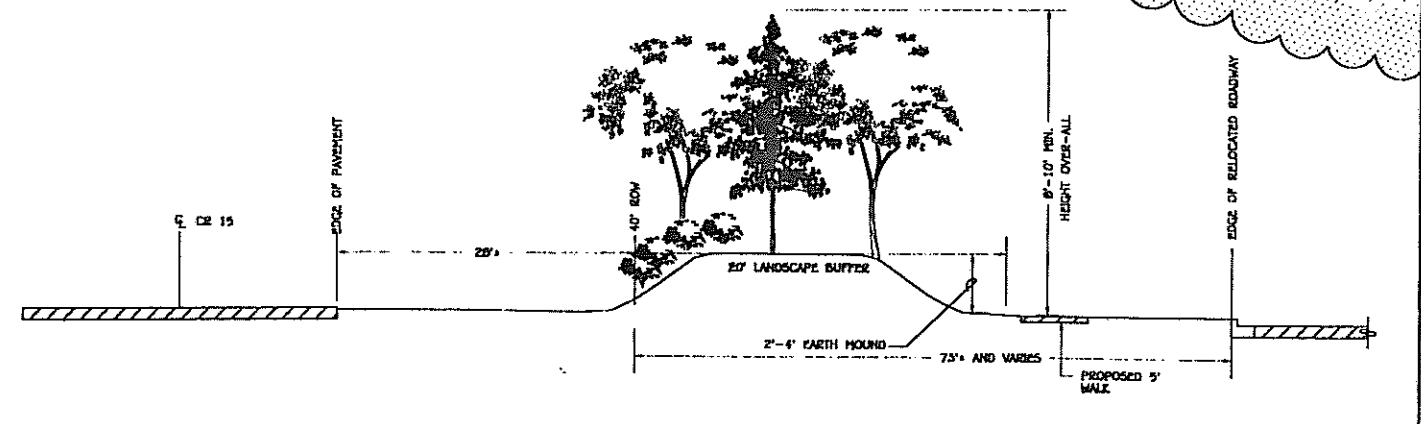 ℄ CR 15
EDGE OF PAVEMENT
28'±
40' ROW
20' LANDSCAPE BUFFER
2'-4' EARTH MOUND
73'± AND VARIES
8'-10' MIN.
HEIGHT OVER-ALL
PROPOSED 5'
WALK
EDGE OF RELOCATED ROADWAY